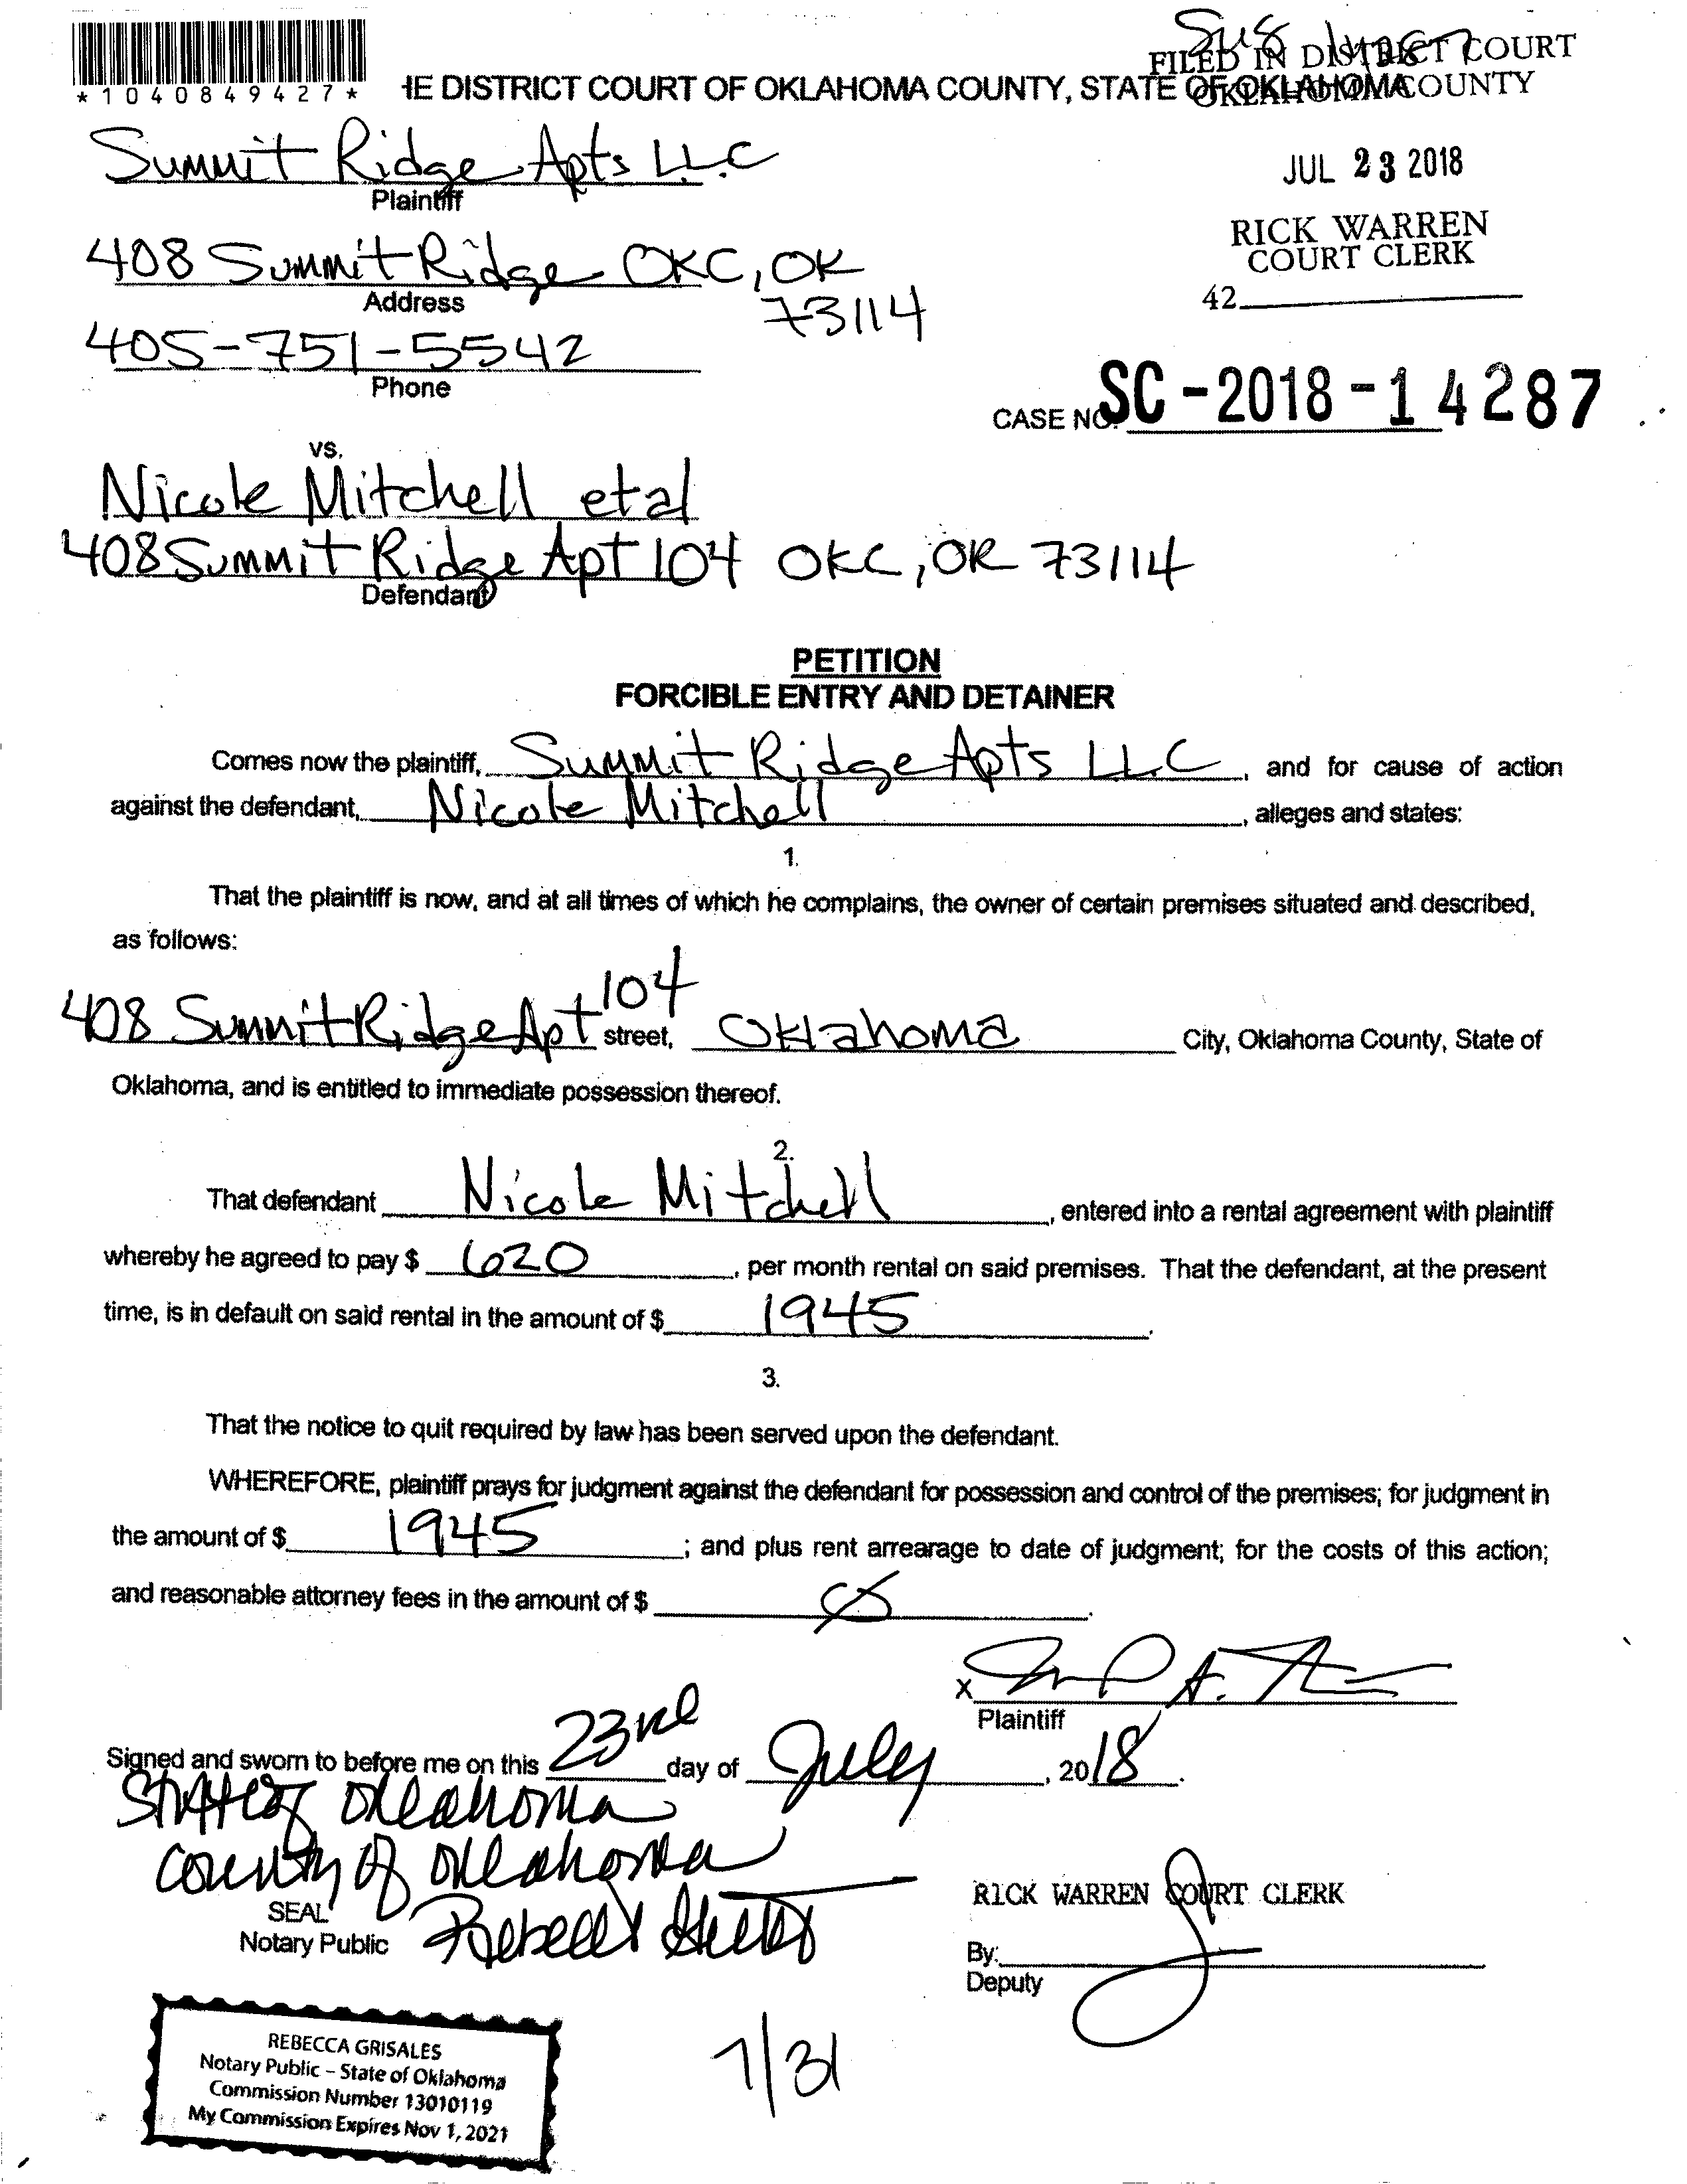 FILED IN DISTRICT COURT
OKLAHOMA COUNTY
*1040849427*
IE DISTRICT COURT OF OKLAHOMA COUNTY, STATE OF OKLAHOMA
Summit Ridge Apts LLC
Plaintiff
JUL 23 2018
RICK WARREN
COURT CLERK
42
408 Summit Ridge OKC, OK
73114
Address
405-751-5542
Phone
CASE NO. SC-2018-14287
vs.
Nicole Mitchell etal
408 Summit Ridge Apt 104 OKC, OK 73114
Defendant
PETITION
FORCIBLE ENTRY AND DETAINER
Comes now the plaintiff, Summit Ridge Apts LLC, and for cause of action
against the defendant, Nicole Mitchell, alleges and states:
1.
That the plaintiff is now, and at all times of which he complains, the owner of certain premises situated and described,
as follows:
408 Summit Ridge Apt 104 street, Oklahoma City, Oklahoma County, State of
Oklahoma, and is entitled to immediate possession thereof.
2.
That defendant Nicole Mitchell, entered into a rental agreement with plaintiff
whereby he agreed to pay $ 620, per month rental on said premises. That the defendant, at the present
time, is in default on said rental in the amount of $ 1945.
3.
That the notice to quit required by law has been served upon the defendant.
WHEREFORE, plaintiff prays for judgment against the defendant for possession and control of the premises; for judgment in
the amount of $ 1945; and plus rent arrearage to date of judgment; for the costs of this action;
and reasonable attorney fees in the amount of $ Ø.
X
Plaintiff
Signed and sworn to before me on this 23rd day of July, 2018.
State of Oklahoma
County of Oklahoma
SEAL
Notary Public
RICK WARREN COURT CLERK
By:
Deputy
REBECCA GRISALES
Notary Public – State of Oklahoma
Commission Number 13010119
My Commission Expires Nov 1, 2021
7/31